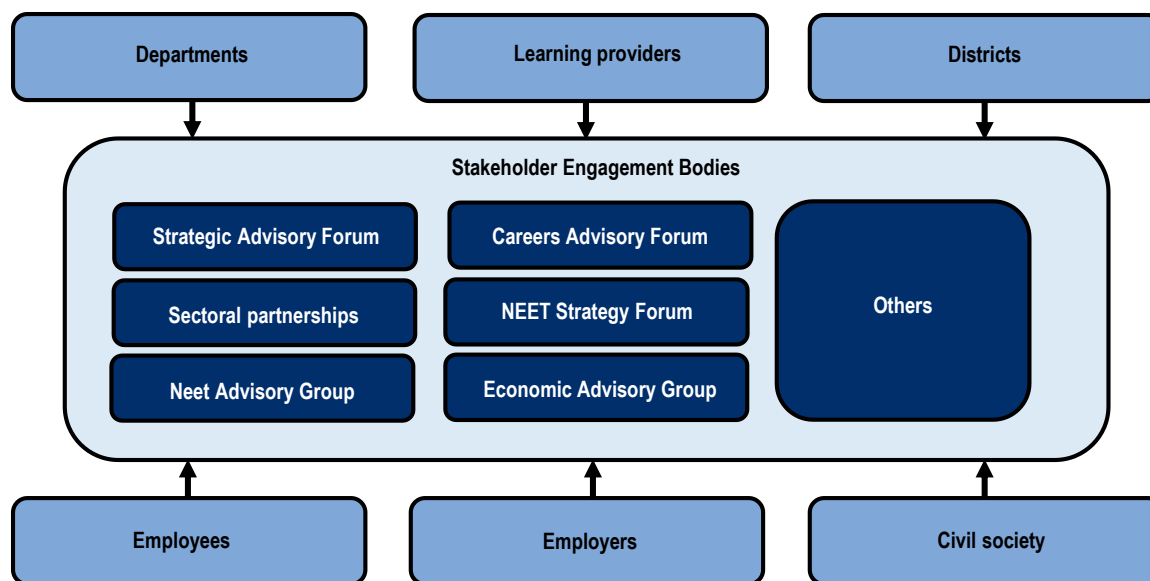 Departments
Learning providers
Districts
Stakeholder Engagement Bodies
Strategic Advisory Forum
Careers Advisory Forum
Others
Sectoral partnerships
NEET Strategy Forum
Neet Advisory Group
Economic Advisory Group
Employees
Employers
Civil society